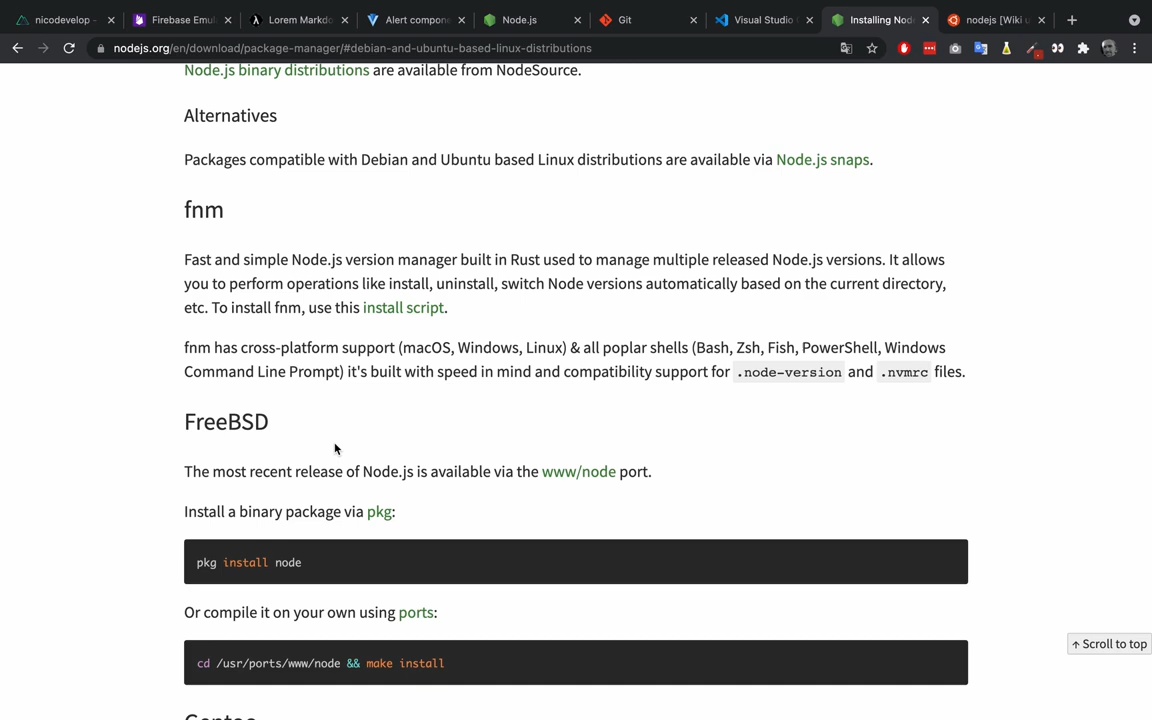 nicodevelop -
Firebase Emul
Lorem Markdo
Alert compone
Node.js
Git
Visual Studio
Installing Node
nodejs [Wiki u
nodejs.org/en/download/package-manager/#debian-and-ubuntu-based-linux-distributions
Node.js binary distributions are available from NodeSource.
Alternatives
Packages compatible with Debian and Ubuntu based Linux distributions are available via Node.js snaps.
fnm
Fast and simple Node.js version manager built in Rust used to manage multiple released Node.js versions. It allows
you to perform operations like install, uninstall, switch Node versions automatically based on the current directory,
etc. To install fnm, use this install script.
fnm has cross-platform support (macOS, Windows, Linux) & all poplar shells (Bash, Zsh, Fish, PowerShell, Windows
Command Line Prompt) it's built with speed in mind and compatibility support for .node-version and .nvmrc files.
FreeBSD
The most recent release of Node.js is available via the www/node port.
Install a binary package via pkg:
pkg install node
Or compile it on your own using ports:
cd /usr/ports/www/node && make install
↑ Scroll to top
Gentoo